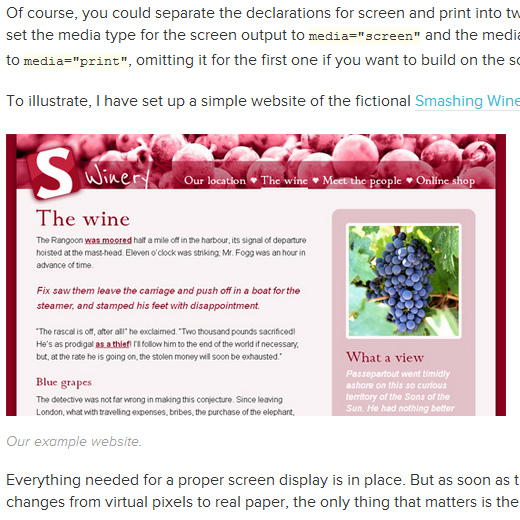 Of course, you could separate the declarations for screen and print into
set the media type for the screen output to media="screen" and the
to media="print", omitting it for the first one if you want to build on the
To illustrate, I have set up a simple website of the fictional Smashing
S Winery
Our location ♥ The wine ♥ Meet the people ♥ Online shop
The wine
The Rangoon was moored half a mile off in the harbour, its signal of departure
hoisted at the mast-head. Eleven o'clock was striking; Mr. Fogg was an hour in
advance of time.
Fix saw them leave the carriage and push off in a boat for the
steamer, and stamped his feet with disappointment.
"The rascal is off, after all!" he exclaimed. "Two thousand pounds sacrificed!
He's as prodigal as a thief! I'll follow him to the end of the world if necessary;
but, at the rate he is going on, the stolen money will soon be exhausted."
Blue grapes
The detective was not far wrong in making this conjecture. Since leaving
London, what with travelling expenses, bribes, the purchase of the elephant,
What a view
Passepartout went timidly
ashore on this so curious
territory of the Sons of the
Sun. He had nothing better
Our example website.
Everything needed for a proper screen display is in place. But as soon as
changes from virtual pixels to real paper, the only thing that matters is the